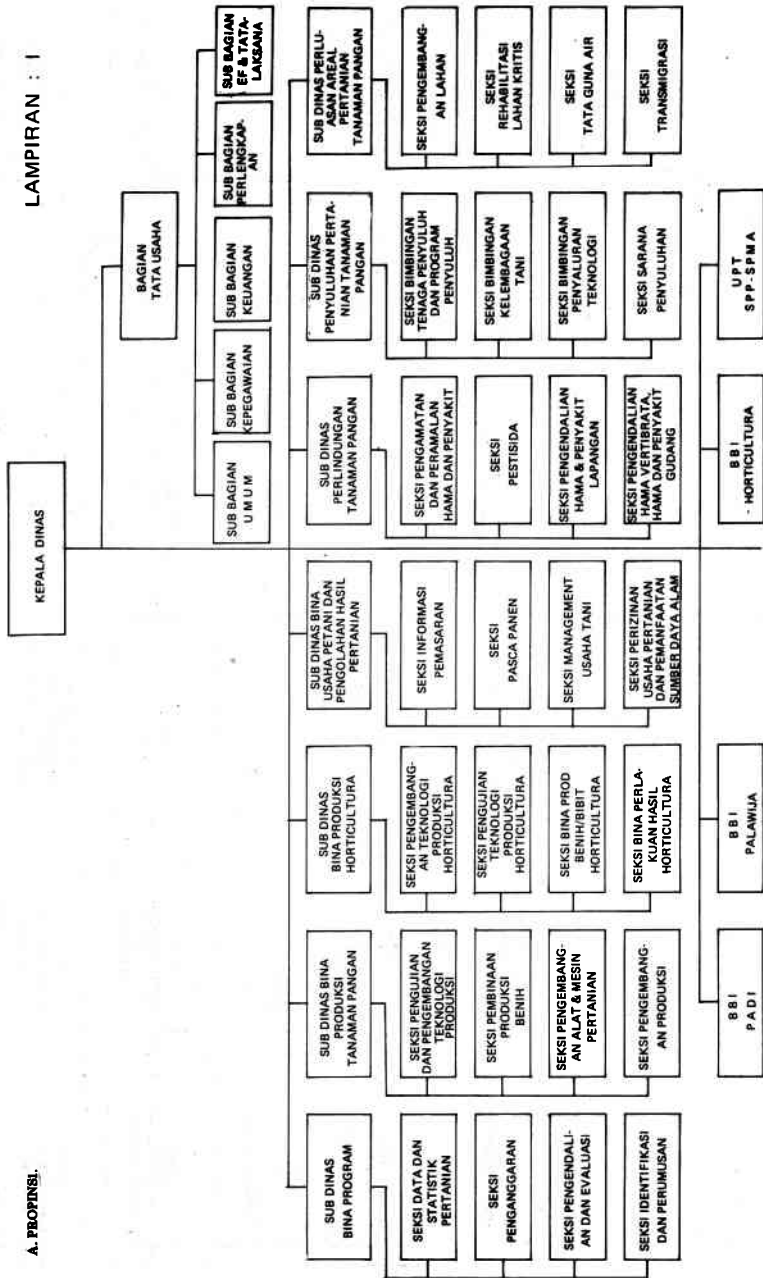 LAMPIRAN : I
A. PROPINSI.
KEPALA DINAS
BAGIAN
TATA USAHA
SUB BAGIAN
U M U M
SUB BAGIAN
KEPEGAWAIAN
SUB BAGIAN
KEUANGAN
SUB BAGIAN
PERLENGKAP-
AN
SUB BAGIAN
EF & TATA-
LAKSANA
SUB DINAS
BINA PROGRAM
SEKSI DATA DAN
STATISTIK
PERTANIAN
SEKSI
PENGANGGARAN
SEKSI PENGENDALI-
AN DAN EVALUASI
SEKSI IDENTIFIKASI
DAN PERUMUSAN
SUB DINAS BINA
PRODUKSI
TANAMAN PANGAN
SEKSI PENGUJIAN
DAN PENGEMBANGAN
TEKNOLOGI
PRODUKSI
SEKSI PEMBINAAN
PRODUKSI
BENIH
SEKSI PENGEMBANG-
AN ALAT & MESIN
PERTANIAN
SEKSI PENGEMBANG-
AN PRODUKSI
SUB DINAS
BINA PRODUKSI
HORTICULTURA
SEKSI PENGEMBANG-
AN TEKNOLOGI
PRODUKSI
HORTICULTURA
SEKSI PENGUJIAN
TEKNOLOGI
PRODUKSI
HORTICULTURA
SEKSI BINA PROD
BENIH/BIBIT
HORTICULTURA
SEKSI BINA PERLA-
KUAN HASIL
HORTICULTURA
SUB DINAS BINA
USAHA PETANI DAN
PENGOLAHAN HASIL
PERTANIAN
SEKSI INFORMASI
PEMASARAN
SEKSI
PASCA PANEN
SEKSI MANAGEMENT
USAHA TANI
SEKSI PERIZINAN
USAHA PERTANIAN
DAN PEMANFAATAN
SUMBER DAYA ALAM
SUB DINAS
PERLINDUNGAN
TANAMAN PANGAN
SEKSI PENGAMATAN
DAN PERAMALAN
HAMA DAN PENYAKIT
SEKSI
PESTISIDA
SEKSI PENGENDALIAN
HAMA & PENYAKIT
LAPANGAN
SEKSI PENGENDALIAN
HAMA VERTIBRATA,
HAMA DAN PENYAKIT
GUDANG
SUB DINAS
PENYULUHAN PERTA-
NIAN TANAMAN
PANGAN
SEKSI BIMBINGAN
TENAGA PENYULUH
DAN PROGRAM
PENYULUH
SEKSI BIMBINGAN
KELEMBAGAAN
TANI
SEKSI BIMBINGAN
PENYALURAN
TEKNOLOGI
SEKSI SARANA
PENYULUHAN
SUB DINAS PERLU-
ASAN AREAL
PERTANIAN
TANAMAN PANGAN
SEKSI PENGEMBANG-
AN LAHAN
SEKSI
REHABILITASI
LAHAN KRITIS
SEKSI
TATA GUNA AIR
SEKSI
TRANSMIGRASI
B B I
P A D I
B B I
PALAWIJA
B B I
- HORTICULTURA
U P T
SPP-SPMA